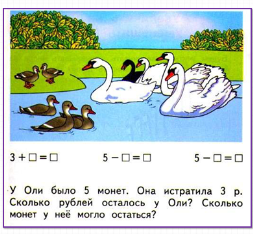 3 + □ = □ 5 − □ = □ 5 − □ = □
У Оли было 5 монет. Она истратила 3 р.
Сколько рублей осталось у Оли? Сколько
монет у неё могло остаться?